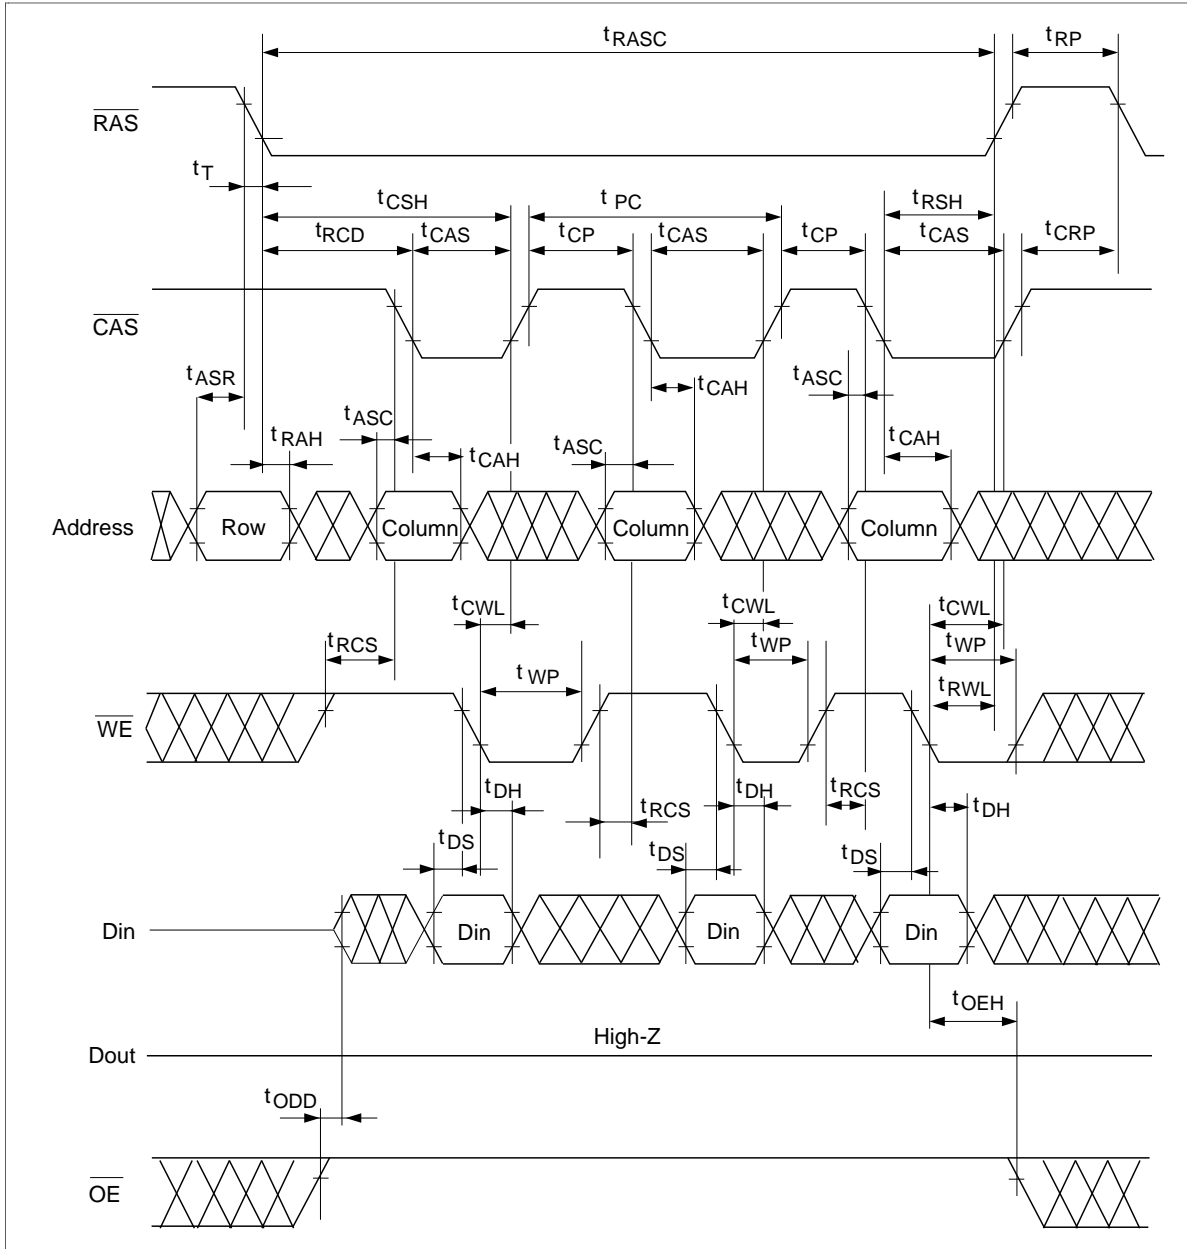 tRASC tRP
RAS
tT
tCSH tPC tRSH
tRCD tCAS tCP tCAS tCP tCAS tCRP
CAS
tASR tASC tRAH tCAH tASC tCAH tASC tCAH
Address Row Column Column Column
tCWL tCWL tCWL
tRCS tWP tWP tWP
tRWL
WE
tDH tRCS tDH tRCS tDH
tDS tDS tDS
Din Din Din Din
tOEH
High-Z
Dout
tODD
OE